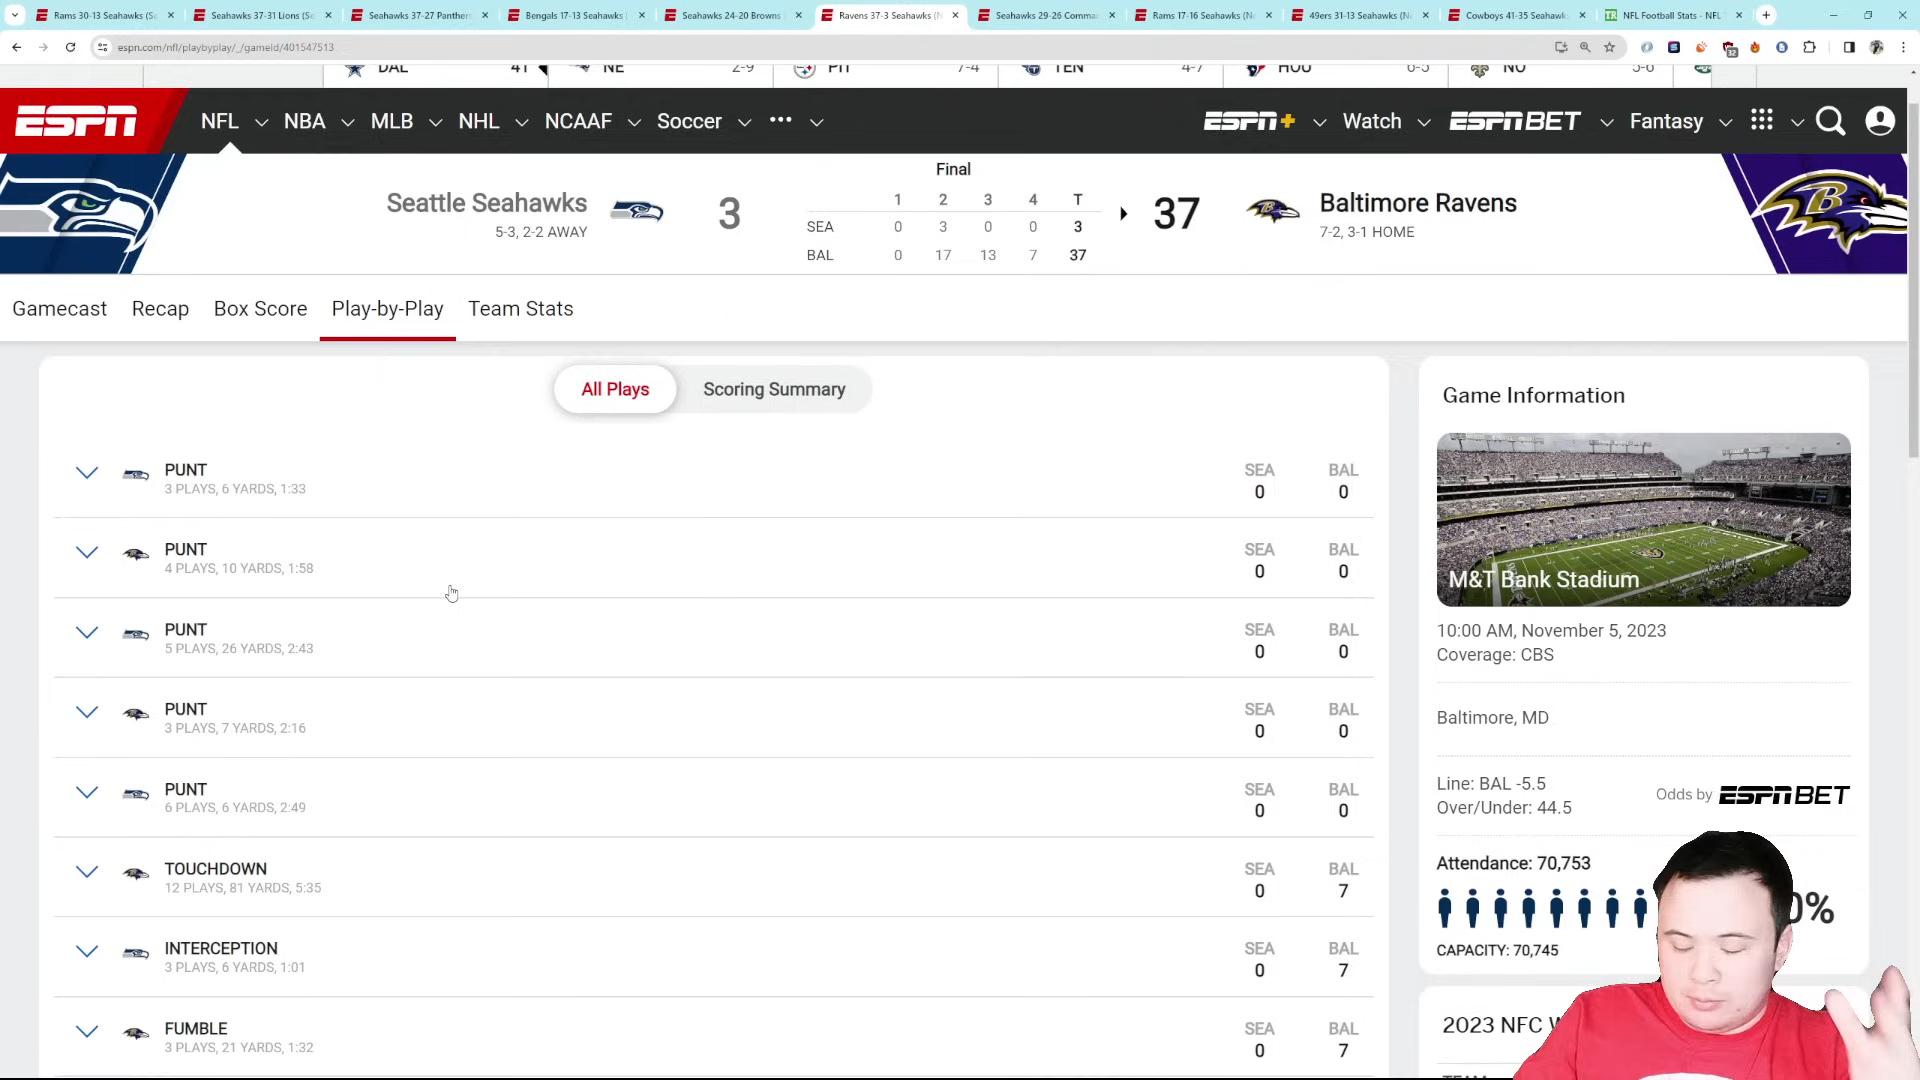 Rams 30-13 Seahawks (S
Seahawks 37-31 Lions (Se
Seahawks 37-27 Panthers
Bengals 17-13 Seahawks (
Seahawks 24-20 Browns
Ravens 37-3 Seahawks (N
Seahawks 29-26 Comma
Rams 17-16 Seahawks (N
49ers 31-13 Seahawks (N
Cowboys 41-35 Seahawk
NFL Football Stats - NFL
espn.com/nfl/playbyplay/_/gameId/401547513
32
DAL 41 NE 2-9 PIT 7-4 TEN 4-7 HOU 6-5 NO 5-6
ESPN NFL NBA MLB NHL NCAAF Soccer ESPN+ Watch ESPN BET Fantasy
Final
Seattle Seahawks
5-3, 2-2 AWAY
3
1 2 3 4 T
SEA 0 3 0 0 3
BAL 0 17 13 7 37
37
Baltimore Ravens
7-2, 3-1 HOME
Gamecast Recap Box Score Play-by-Play Team Stats
All Plays Scoring Summary
PUNT SEA BAL
3 PLAYS, 6 YARDS, 1:33 0 0
PUNT SEA BAL
4 PLAYS, 10 YARDS, 1:58 0 0
PUNT SEA BAL
5 PLAYS, 26 YARDS, 2:43 0 0
PUNT SEA BAL
3 PLAYS, 7 YARDS, 2:16 0 0
PUNT SEA BAL
6 PLAYS, 6 YARDS, 2:49 0 0
TOUCHDOWN SEA BAL
12 PLAYS, 81 YARDS, 5:35 0 7
INTERCEPTION SEA BAL
3 PLAYS, 6 YARDS, 1:01 0 7
FUMBLE SEA BAL
3 PLAYS, 21 YARDS, 1:32 0 7
Game Information
M&T Bank Stadium
10:00 AM, November 5, 2023
Coverage: CBS
Baltimore, MD
Line: BAL -5.5
Over/Under: 44.5
Odds by ESPN BET
Attendance: 70,753
0%
CAPACITY: 70,745
2023 NFC